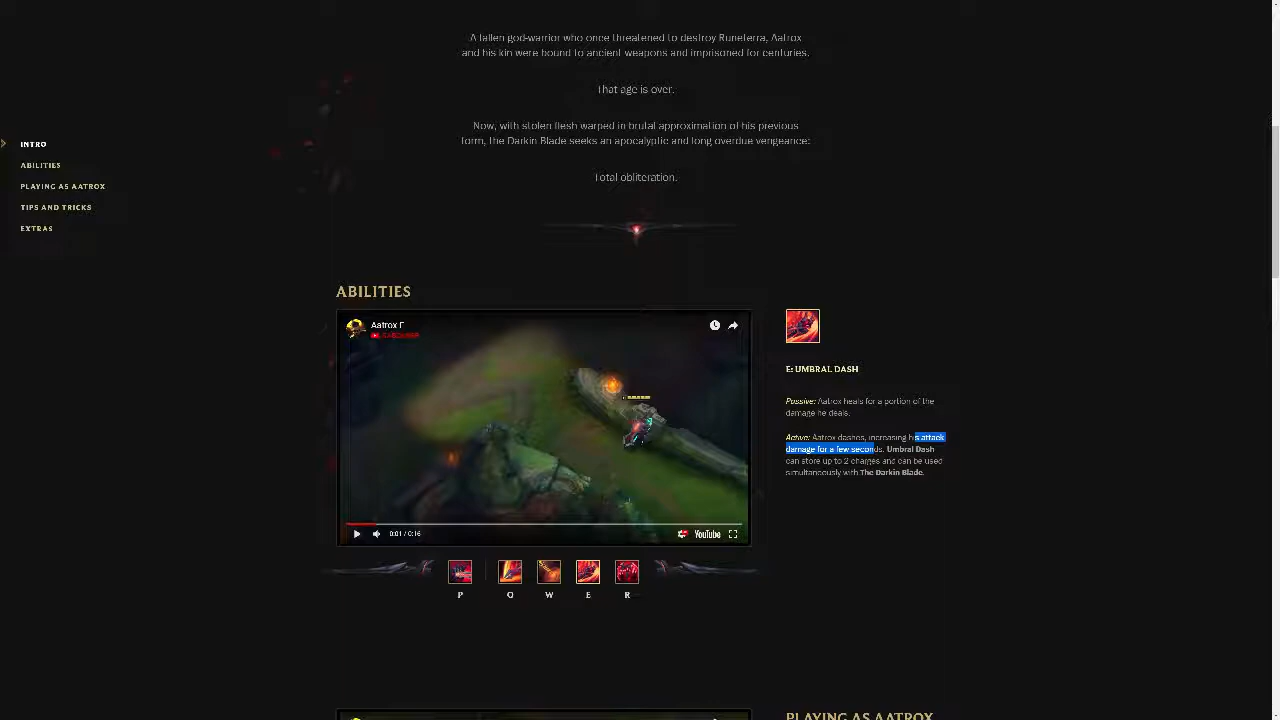 A fallen god-warrior who once threatened to destroy Runeterra, Aatrox
and his kin were bound to ancient weapons and imprisoned for centuries.
That age is over.
Now, with stolen flesh warped in brutal approximation of his previous
form, the Darkin Blade seeks an apocalyptic and long overdue vengeance:
Total obliteration.
INTRO
ABILITIES
PLAYING AS AATROX
TIPS AND TRICKS
EXTRAS
ABILITIES
Aatrox E
SUBSCRIBE
0:01 / 0:16
YouTube
P Q W E R
E: UMBRAL DASH
Passive: Aatrox heals for a portion of the
damage he deals.
Active: Aatrox dashes, increasing his attack
damage for a few seconds. Umbral Dash
can store up to 2 charges and can be used
simultaneously with The Darkin Blade.
PLAYING AS AATROX